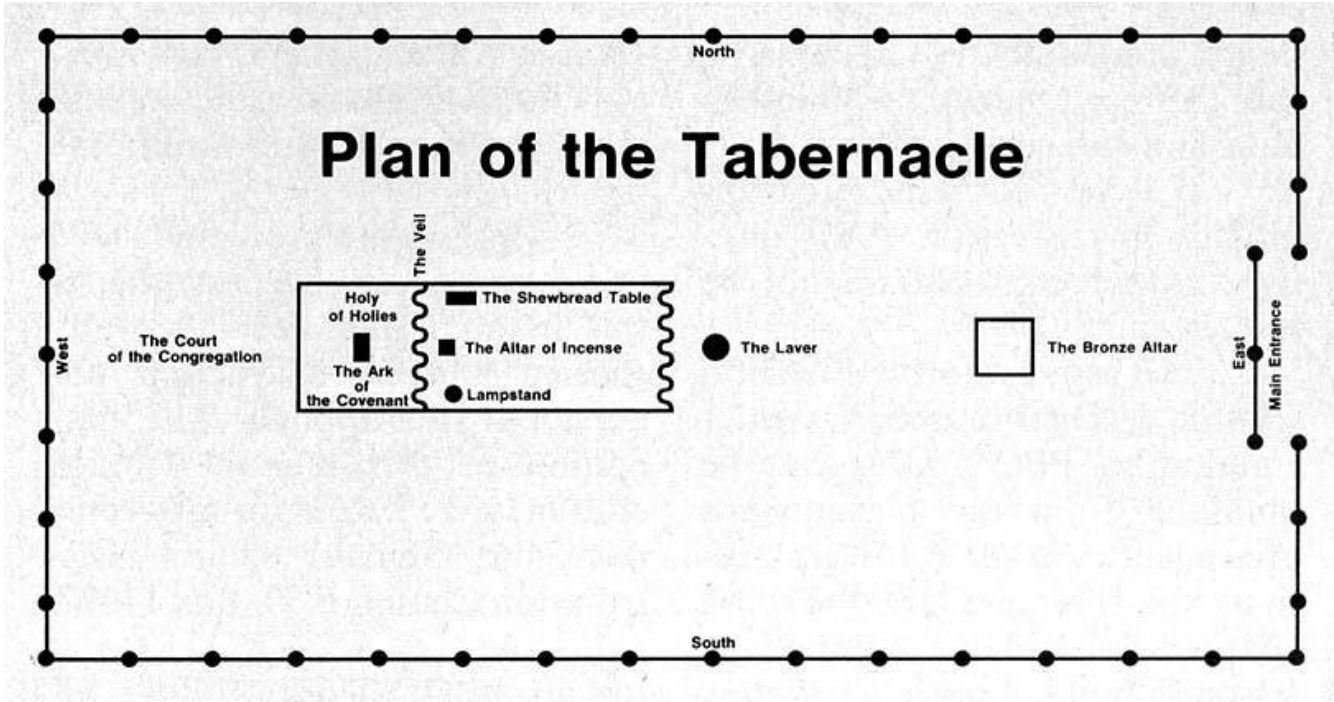 North
Plan of the Tabernacle
The Veil
Holy
of Holles
The Shewbread Table
The Court
of the Congregation
West
The Altar of Incense
The Ark
of
the Covenant
Lampstand
The Laver
The Bronze Altar
East
Main Entrance
South